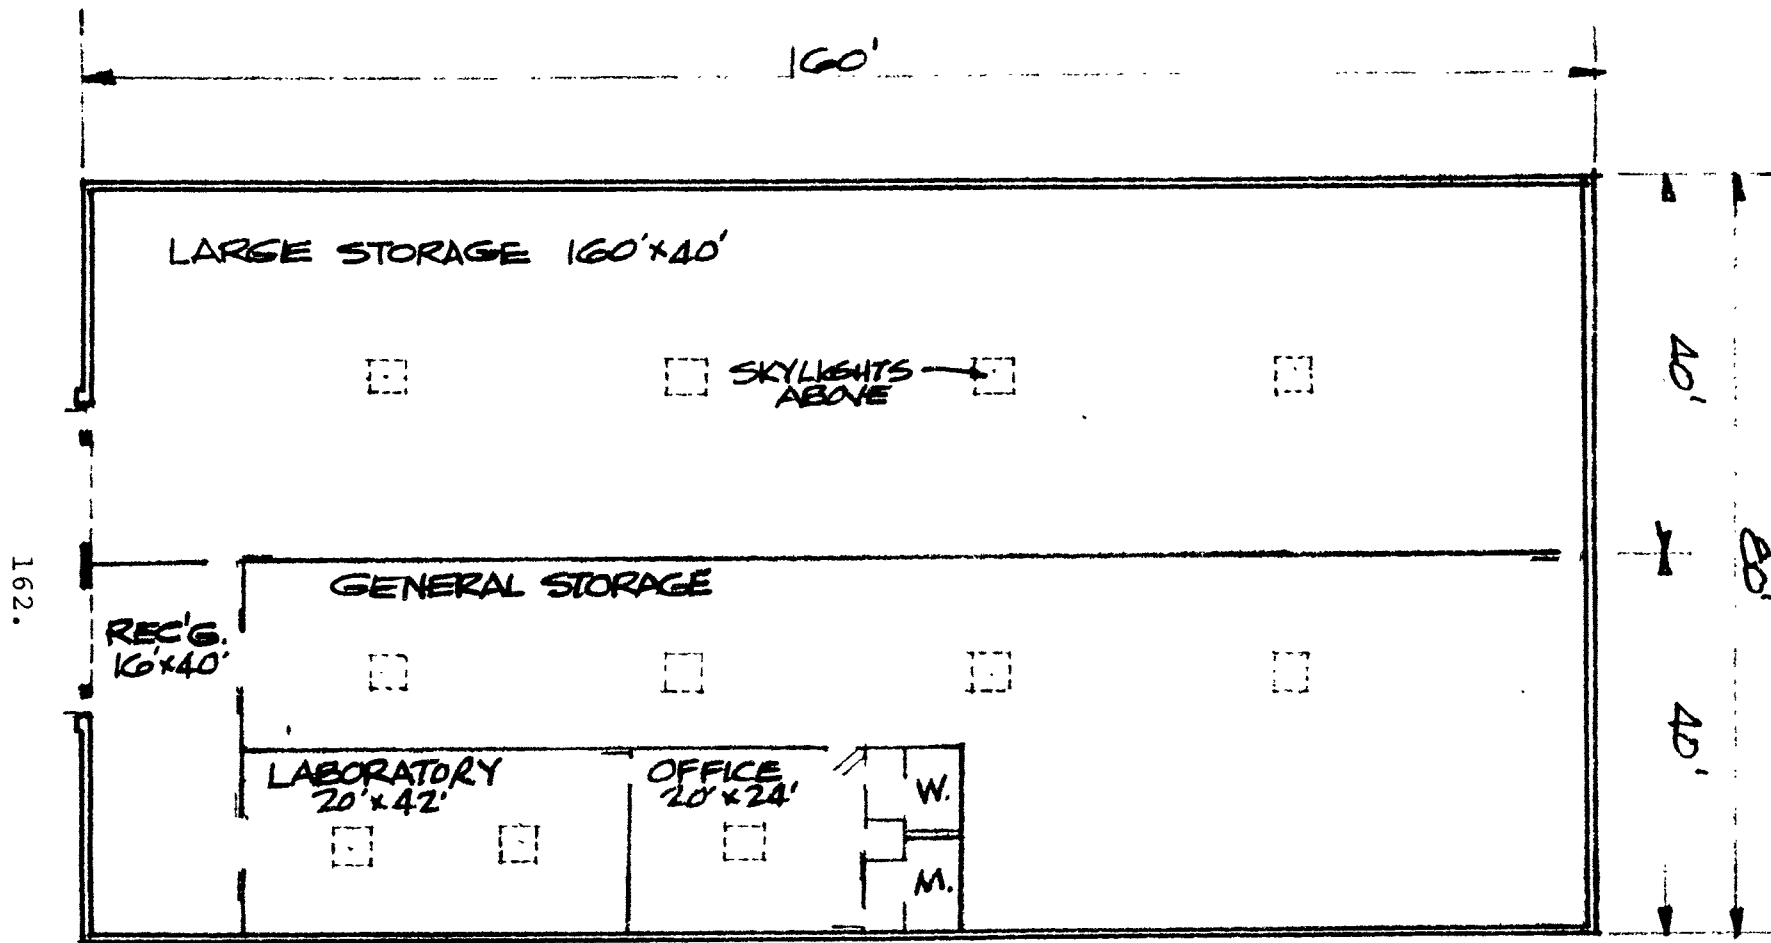 160'
LARGE STORAGE 160'x40'
SKYLIGHTS
ABOVE
40'
80'
GENERAL STORAGE
REC'G.
16'x40'
40'
LABORATORY
20'x42'
OFFICE
20'x24'
W.
M.
162.